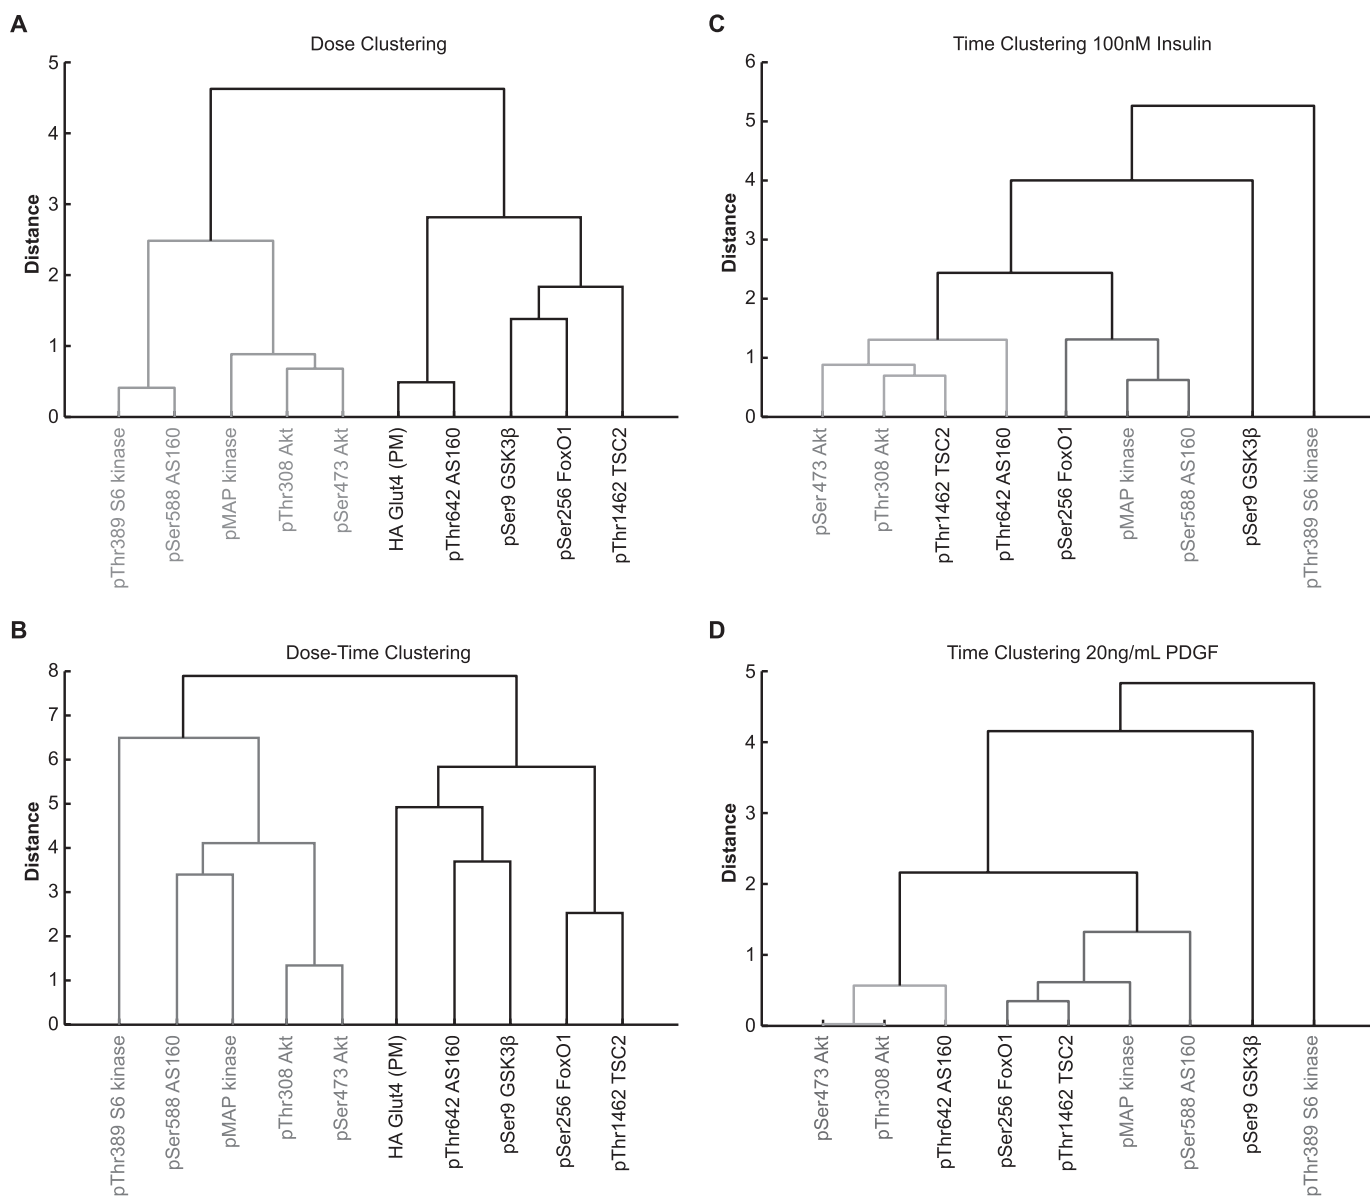 A
Dose Clustering
Distance
5
4
3
2
1
0
pThr389 S6 kinase
pSer588 AS160
pMAP kinase
pThr308 Akt
pSer473 Akt
HA Glut4 (PM)
pThr642 AS160
pSer9 GSK3β
pSer256 FoxO1
pThr1462 TSC2
C
Time Clustering 100nM Insulin
Distance
6
5
4
3
2
1
0
pSer473 Akt
pThr308 Akt
pThr1462 TSC2
pThr642 AS160
pSer256 FoxO1
pMAP kinase
pSer588 AS160
pSer9 GSK3β
pThr389 S6 kinase
B
Dose-Time Clustering
Distance
8
7
6
5
4
3
2
1
0
pThr389 S6 kinase
pSer588 AS160
pMAP kinase
pThr308 Akt
pSer473 Akt
HA Glut4 (PM)
pThr642 AS160
pSer9 GSK3β
pSer256 FoxO1
pThr1462 TSC2
D
Time Clustering 20ng/mL PDGF
Distance
5
4
3
2
1
0
pSer473 Akt
pThr308 Akt
pThr642 AS160
pSer256 FoxO1
pThr1462 TSC2
pMAP kinase
pSer588 AS160
pSer9 GSK3β
pThr389 S6 kinase